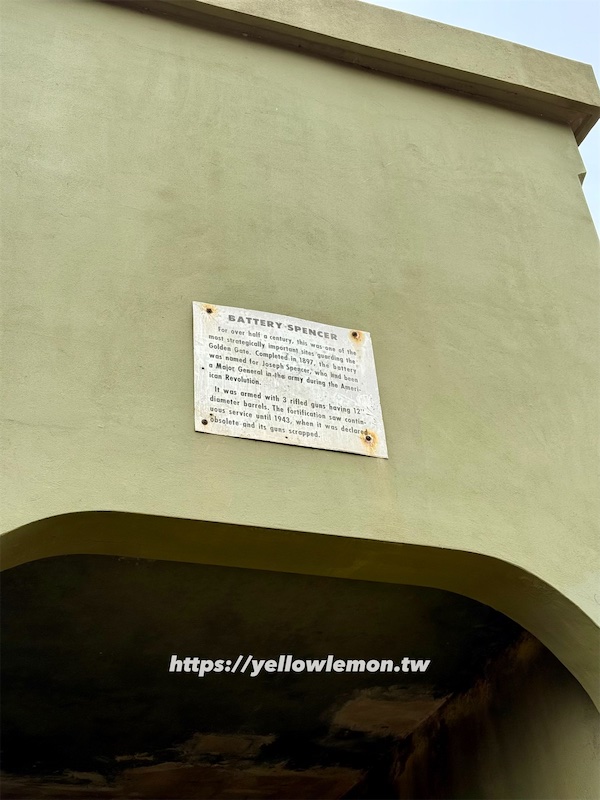 BATTERY SPENCER
For over half a century, this was one of the
most strategically important sites guarding the
Golden Gate. Completed in 1897, the battery
was named for Joseph Spencer, who had been
a Major General in the army during the Amer-
ican Revolution.
It was armed with 3 rifled guns having 12"
diameter barrels. The fortification saw contin-
uous service until 1943, when it was declared
obsolete and its guns scrapped.
https://yellowlemon.tw